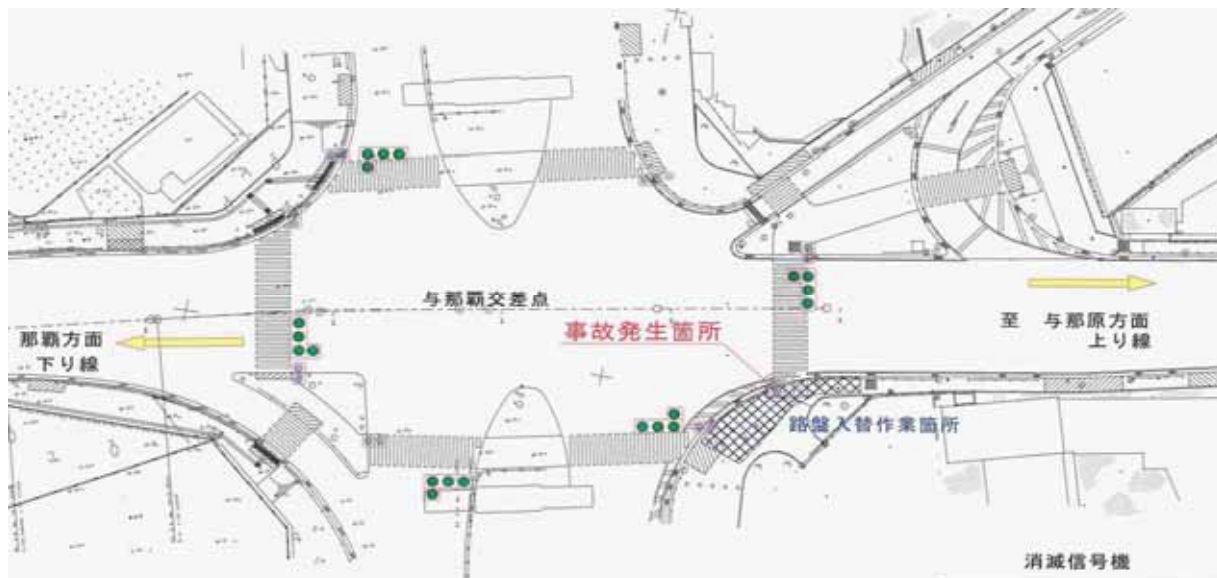 与那覇交差点
那覇方面
下り線
事故発生箇所
至 与那原方面
上り線
路盤入替作業箇所
消滅信号機